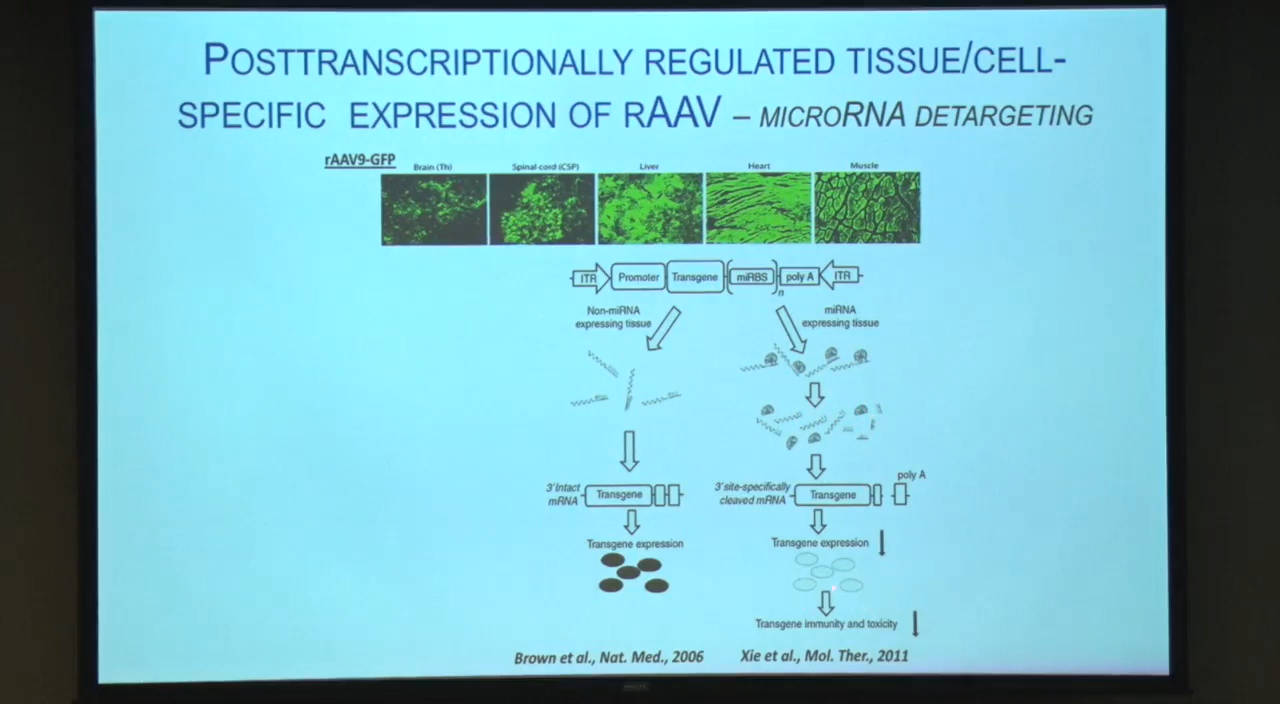 POSTTRANSCRIPTIONALLY REGULATED TISSUE/CELL-
SPECIFIC EXPRESSION OF RAAV – MICRORNA DETARGETING
rAAV9-GFP
Brain (Th) Spinal-cord (CSP) Liver Heart Muscle
ITR Promoter Transgene miRBS n poly A ITR
Non-miRNA
expressing tissue
miRNA
expressing tissue
3' Intact
mRNA
Transgene
3' site-specifically
cleaved mRNA
Transgene
poly A
Transgene expression
Transgene expression
Transgene immunity and toxicity
Brown et al., Nat. Med., 2006 Xie et al., Mol. Ther., 2011